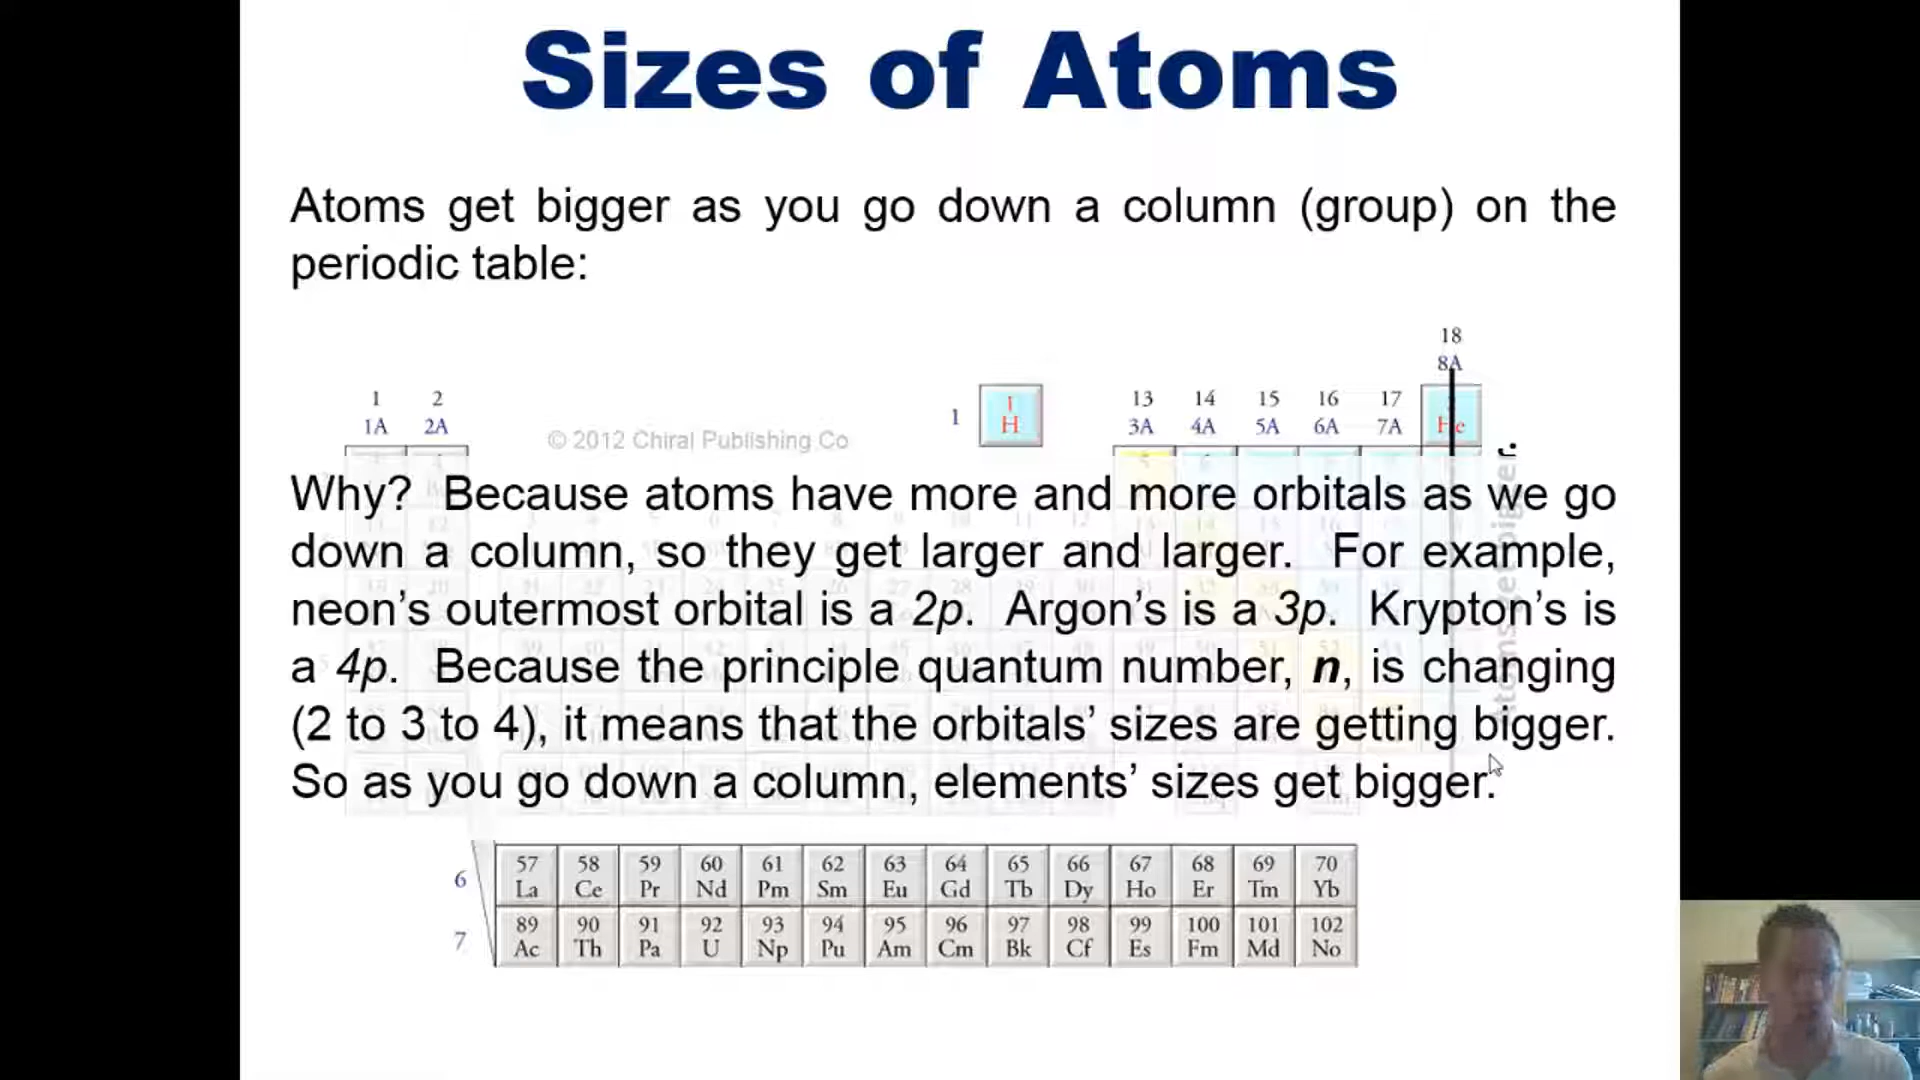 Sizes of Atoms
Atoms get bigger as you go down a column (group) on the
periodic table:
18
8A
1 2 13 14 15 16 17
1A 2A 3A 4A 5A 6A 7A
© 2012 Chiral Publishing Co
1
1
H
He
Why? Because atoms have more and more orbitals as we go
down a column, so they get larger and larger. For example,
neon’s outermost orbital is a 2p. Argon’s is a 3p. Krypton’s is
a 4p. Because the principle quantum number, n, is changing
(2 to 3 to 4), it means that the orbitals’ sizes are getting bigger.
So as you go down a column, elements’ sizes get bigger.
Atoms get bigger
6
57 58 59 60 61 62 63 64 65 66 67 68 69 70
La Ce Pr Nd Pm Sm Eu Gd Tb Dy Ho Er Tm Yb
7
89 90 91 92 93 94 95 96 97 98 99 100 101 102
Ac Th Pa U Np Pu Am Cm Bk Cf Es Fm Md No